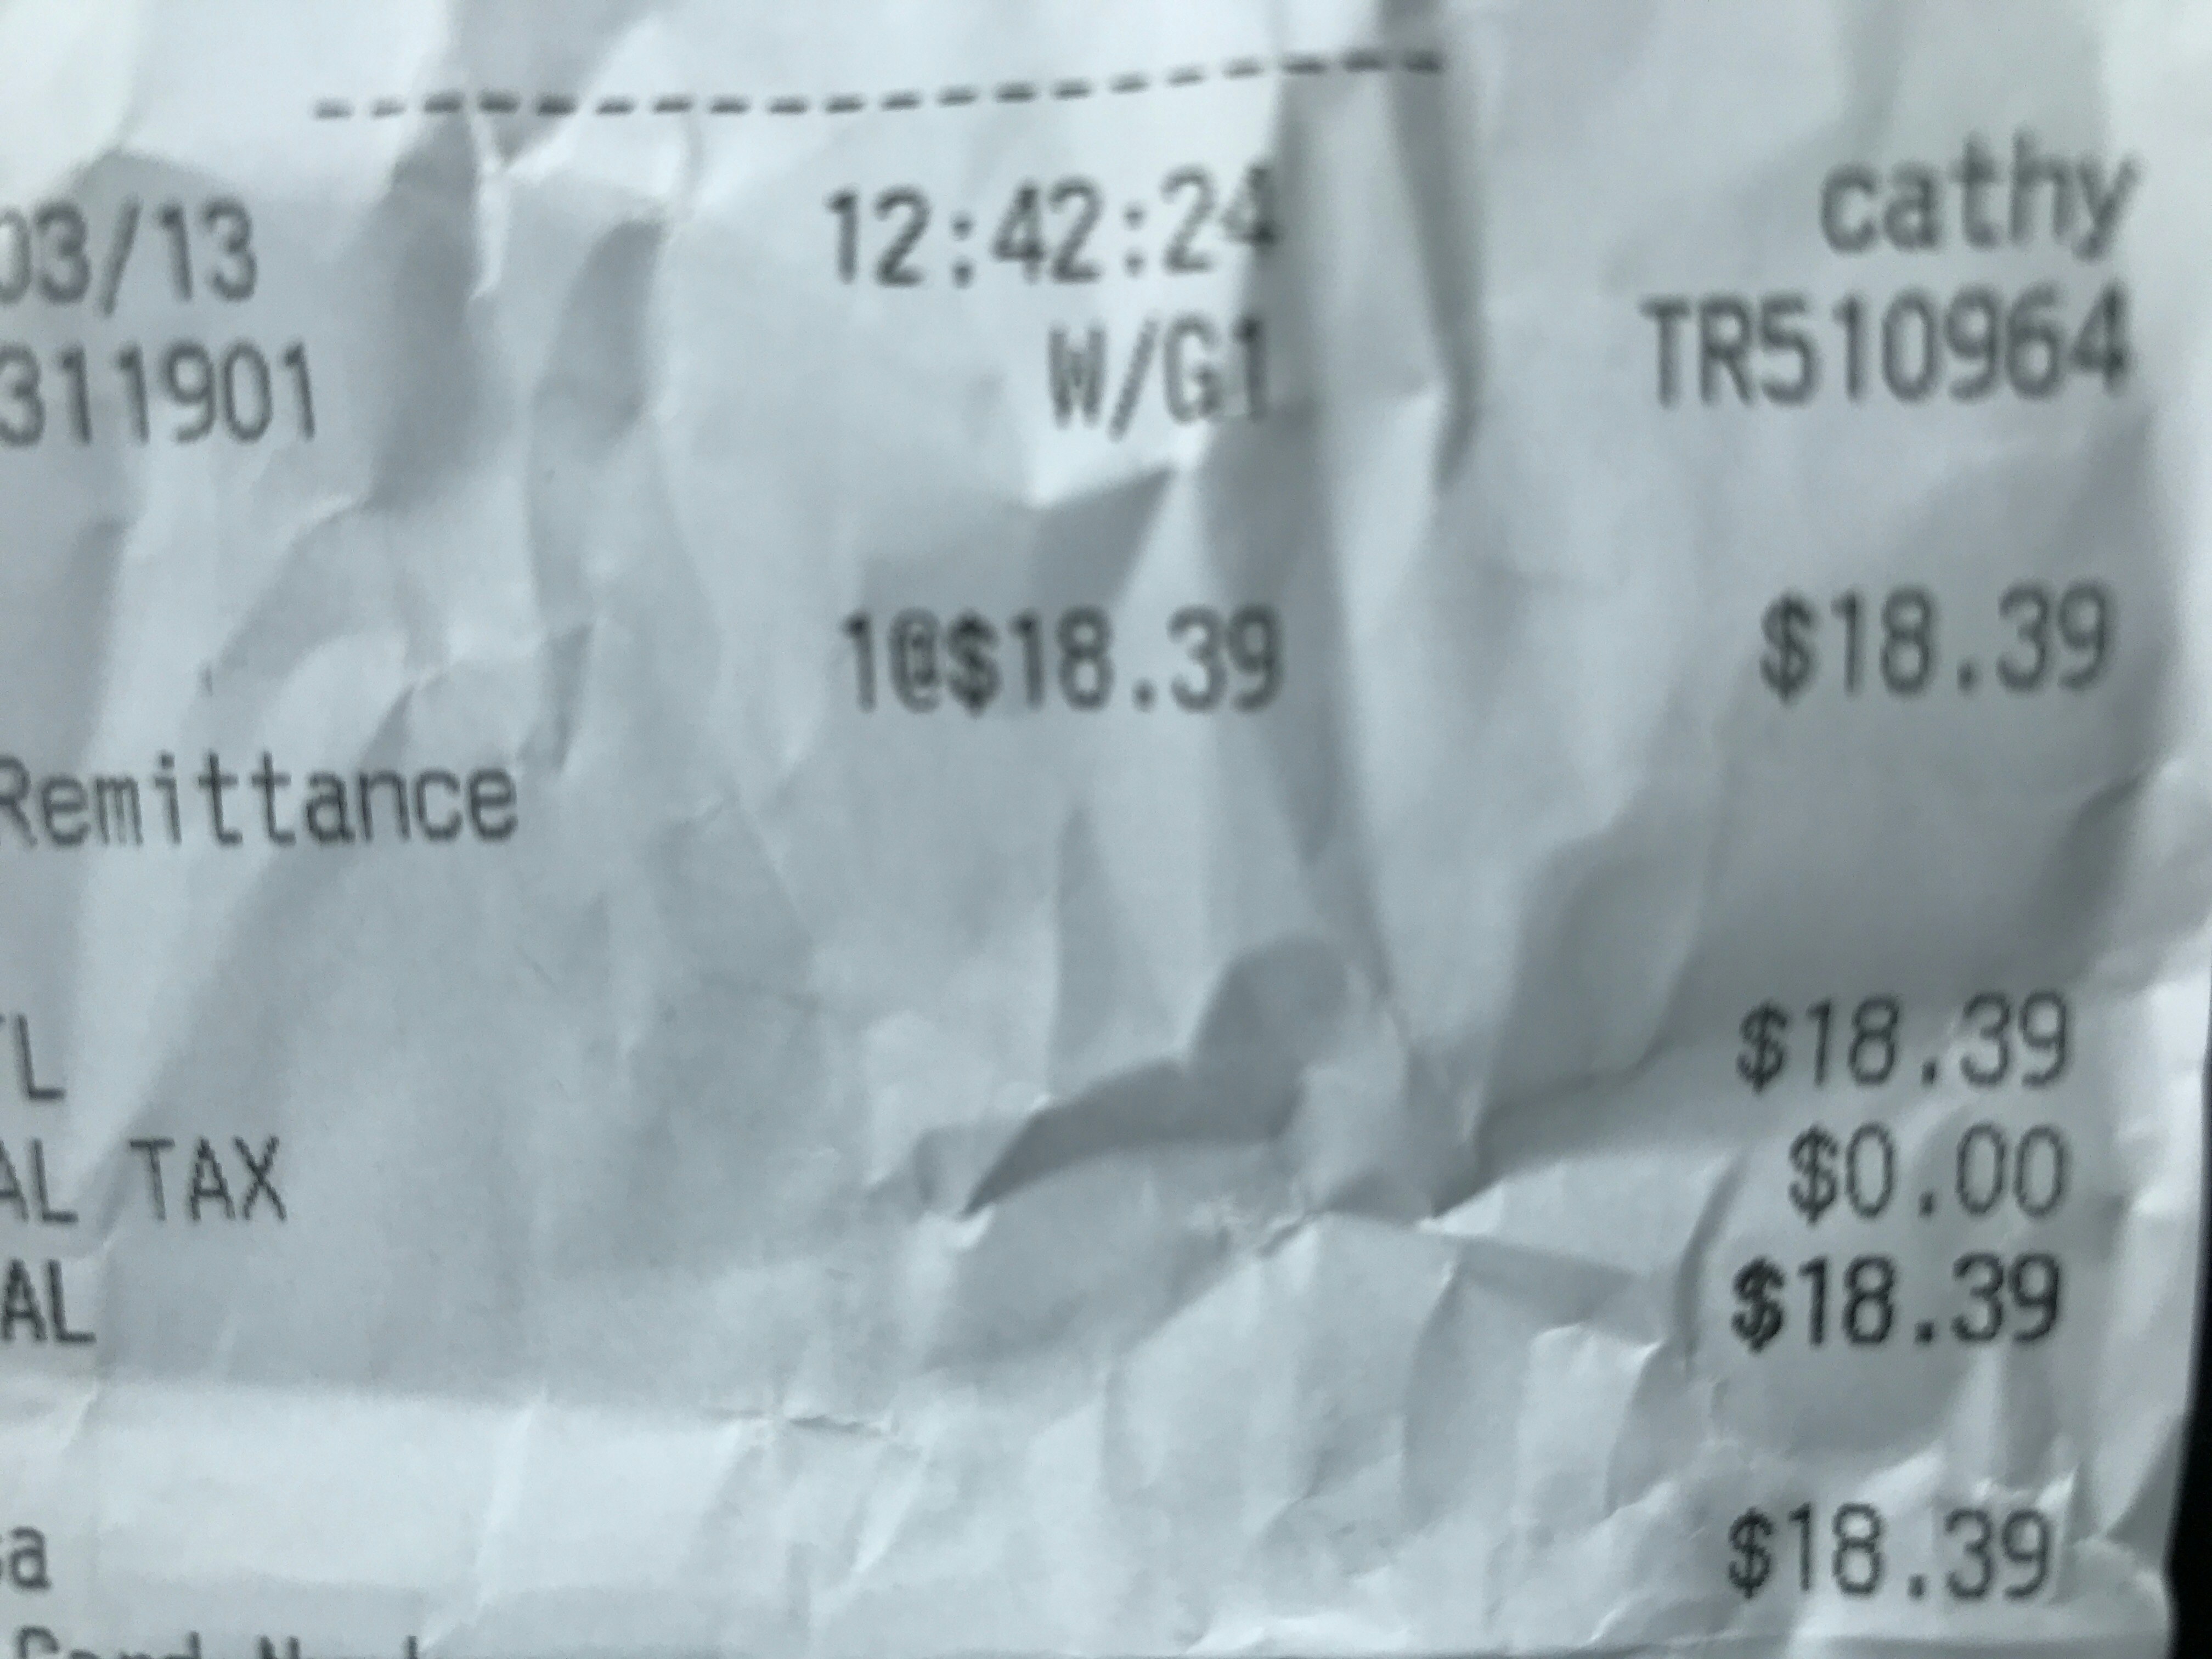 --------------------
03/13 12:42:24 cathy
311901 W/G1 TR510964
1@$18.39 $18.39
Remittance
L $18.39
AL TAX $0.00
AL $18.39
a $18.39